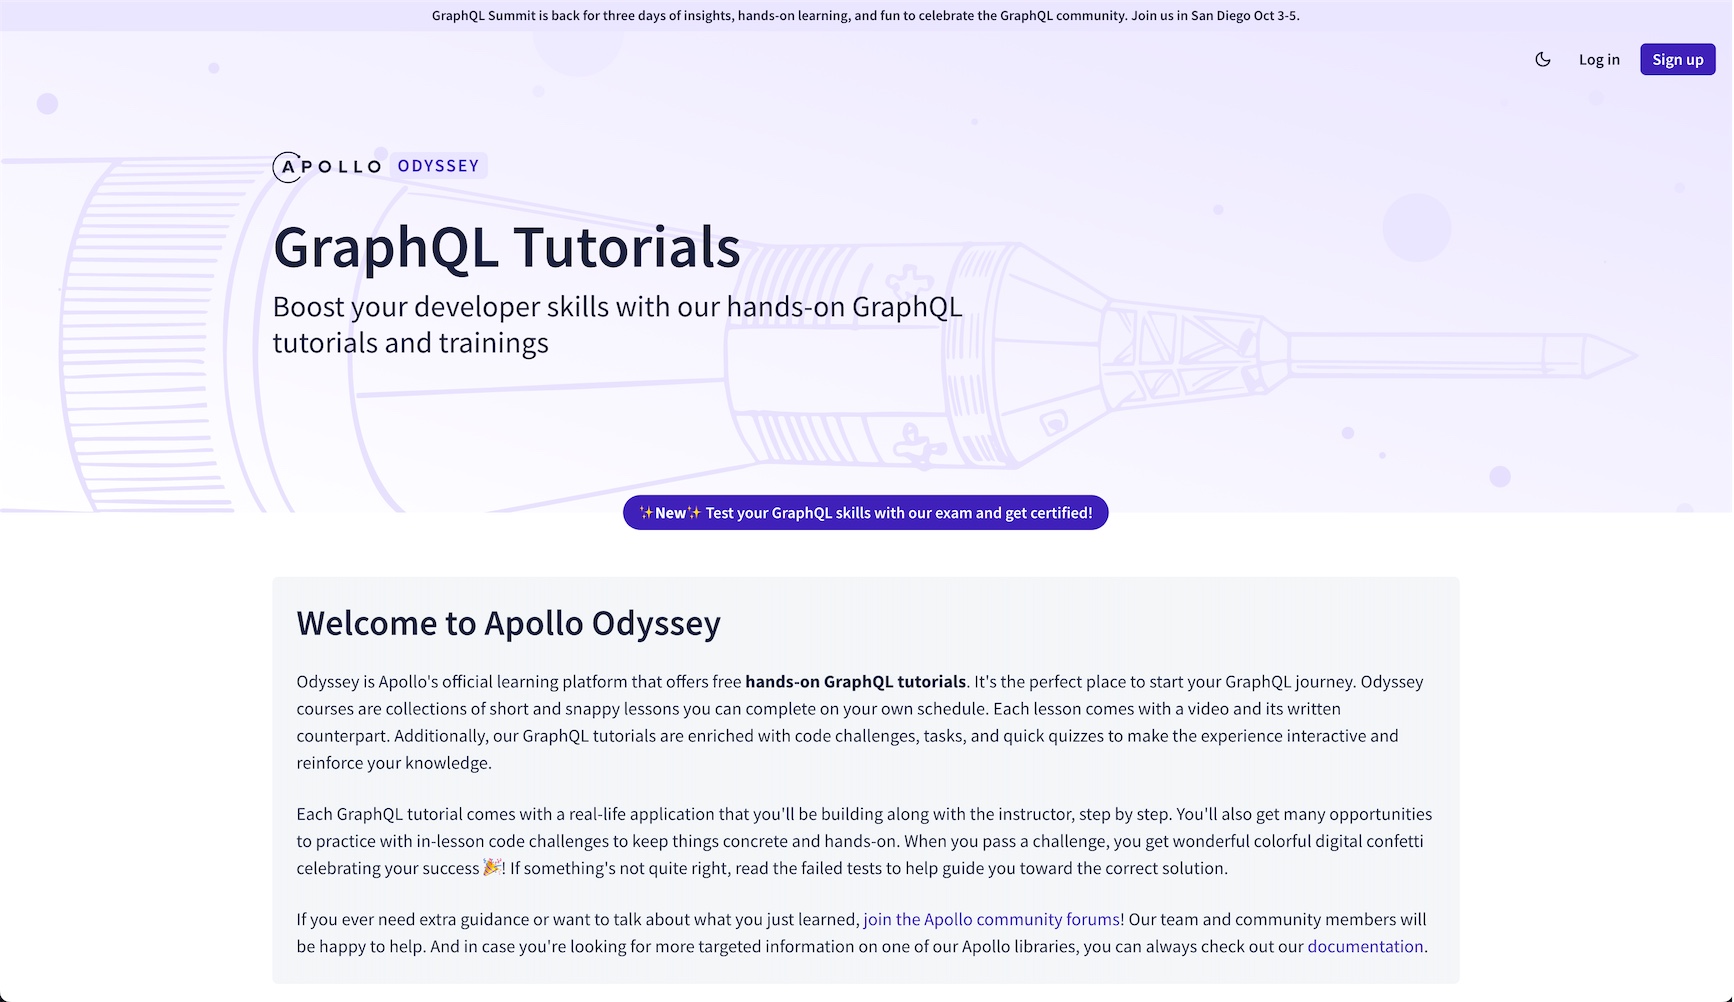 GraphQL Summit is back for three days of insights, hands-on learning, and fun to celebrate the GraphQL community. Join us in San Diego Oct 3-5.
Log in
Sign up
APOLLO ODYSSEY
GraphQL Tutorials
Boost your developer skills with our hands-on GraphQL
tutorials and trainings
✨New✨ Test your GraphQL skills with our exam and get certified!
Welcome to Apollo Odyssey
Odyssey is Apollo's official learning platform that offers free hands-on GraphQL tutorials. It's the perfect place to start your GraphQL journey. Odyssey
courses are collections of short and snappy lessons you can complete on your own schedule. Each lesson comes with a video and its written
counterpart. Additionally, our GraphQL tutorials are enriched with code challenges, tasks, and quick quizzes to make the experience interactive and
reinforce your knowledge.
Each GraphQL tutorial comes with a real-life application that you'll be building along with the instructor, step by step. You'll also get many opportunities
to practice with in-lesson code challenges to keep things concrete and hands-on. When you pass a challenge, you get wonderful colorful digital confetti
celebrating your success 🎉! If something's not quite right, read the failed tests to help guide you toward the correct solution.
If you ever need extra guidance or want to talk about what you just learned, join the Apollo community forums! Our team and community members will
be happy to help. And in case you're looking for more targeted information on one of our Apollo libraries, you can always check out our documentation.